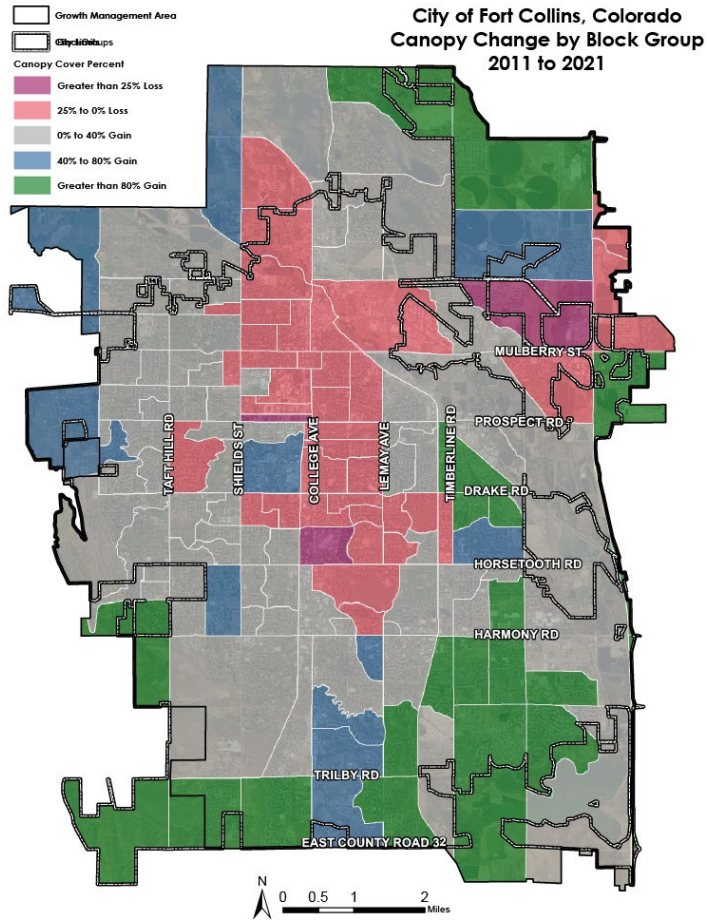 City of Fort Collins, Colorado
Canopy Change by Block Group
2011 to 2021
Growth Management Area
Canopy Cover Percent
Greater than 25% Loss
25% to 0% Loss
0% to 40% Gain
40% to 80% Gain
Greater than 80% Gain
MULBERRY ST
PROSPECT RD
TAFT HILL RD
SHIELDS ST
COLLEGE AVE
LEMAY AVE
TIMBERLINE RD
DRAKE RD
HORSETOOTH RD
HARMONY RD
TRILBY RD
EAST COUNTY ROAD 32
N
0 0.5 1 2
Miles